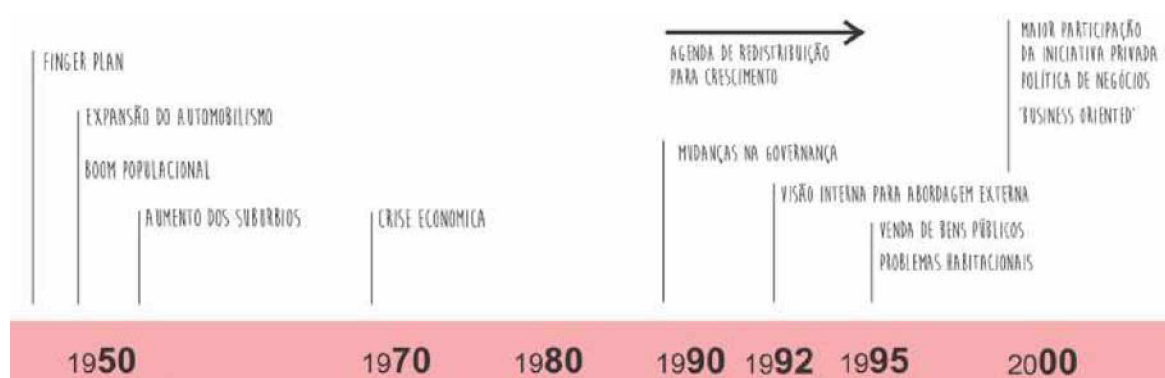 FINGER PLAN
EXPANSÃO DO AUTOMOBILISMO
BOOM POPULACIONAL
AUMENTO DOS SUBURBIOS
CRISE ECONOMICA
AGENDA DE REDISTRIBUIÇÃO
PARA CRESCIMENTO
MUDANÇAS NA GOVERNANÇA
VISÃO INTERNA PARA ABORDAGEM EXTERNA
VENDA DE BENS PÚBLICOS
PROBLEMAS HABITACIONAIS
MAIOR PARTICIPAÇÃO
DA INICIATIVA PRIVADA
POLÍTICA DE NEGÓCIOS
"BUSINESS ORIENTED"
1950 1970 1980 1990 1992 1995 2000